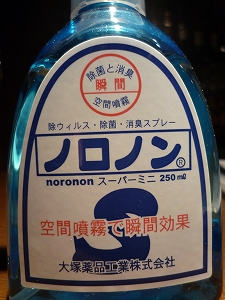 除菌と消臭
瞬間
空間噴霧
除ウィルス・除菌・消臭スプレー
ノロノン®
noronon スーパーミニ 250ml
S
空間噴霧で瞬間効果
大塚薬品工業株式会社